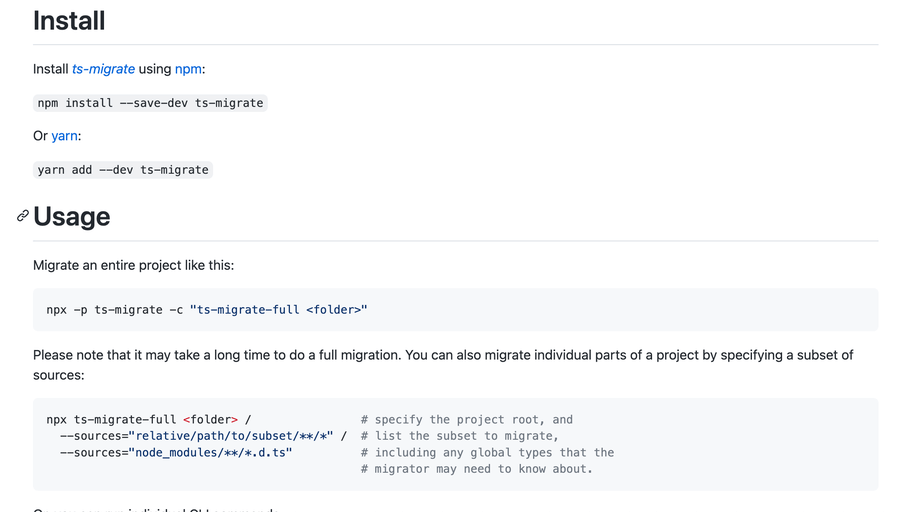 Install
Install ts-migrate using npm:
npm install --save-dev ts-migrate
Or yarn:
yarn add --dev ts-migrate
Usage
Migrate an entire project like this:
npx -p ts-migrate -c "ts-migrate-full <folder>"
Please note that it may take a long time to do a full migration. You can also migrate individual parts of a project by specifying a subset of
sources:
npx ts-migrate-full <folder> / # specify the project root, and
--sources="relative/path/to/subset/**/*" / # list the subset to migrate,
--sources="node_modules/**/*.d.ts" # including any global types that the
# migrator may need to know about.